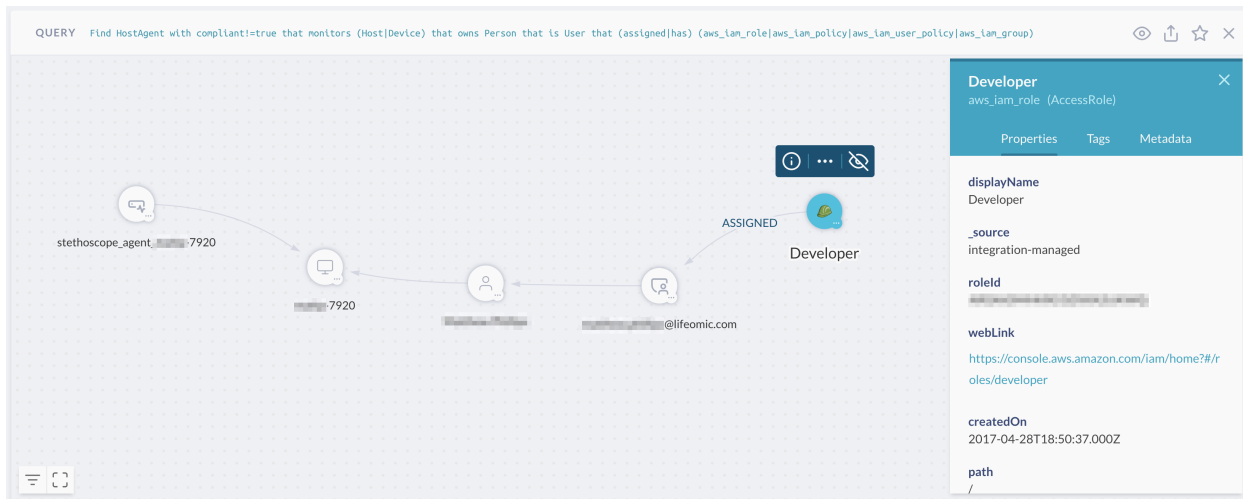 QUERY Find HostAgent with compliant!=true that monitors (Host|Device) that owns Person that is User that (assigned|has) (aws_iam_role|aws_iam_policy|aws_iam_user_policy|aws_iam_group)
stethoscope_agent 7920
-7920
@lifeomic.com
ASSIGNED
Developer
Developer
aws_iam_role (AccessRole)
Properties Tags Metadata
displayName
Developer
_source
integration-managed
roleId
webLink
https://console.aws.amazon.com/iam/home?#/r
oles/developer
createdOn
2017-04-28T18:50:37.000Z
path
/